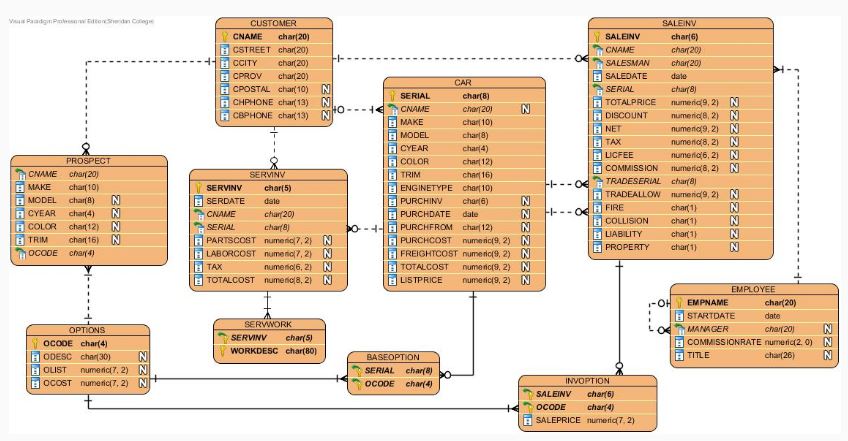 Visual Paradigm Professional Edition(Sheridan College)
CUSTOMER
CNAME char(20)
CSTREET char(20)
CCITY char(20)
CPROV char(20)
CPOSTAL char(10) N
CHPHONE char(13) N
CBPHONE char(13) N
CAR
SERIAL char(8)
CNAME char(20) N
MAKE char(10)
MODEL char(8)
CYEAR char(4)
COLOR char(12)
TRIM char(16)
ENGINETYPE char(10)
PURCHINV char(6) N
PURCHDATE date N
PURCHFROM char(12) N
PURCHCOST numeric(9, 2) N
FREIGHTCOST numeric(9, 2) N
TOTALCOST numeric(9, 2) N
LISTPRICE numeric(9, 2) N
SALEINV
SALEINV char(6)
CNAME char(20)
SALESMAN char(20)
SALEDATE date
SERIAL char(8)
TOTALPRICE numeric(9, 2) N
DISCOUNT numeric(8, 2) N
NET numeric(9, 2) N
TAX numeric(8, 2) N
LICFEE numeric(6, 2) N
COMMISSION numeric(8, 2) N
TRADESERIAL char(8)
TRADEALLOW numeric(9, 2) N
FIRE char(1) N
COLLISION char(1) N
LIABILITY char(1) N
PROPERTY char(1) N
PROSPECT
CNAME char(20)
MAKE char(10)
MODEL char(8) N
CYEAR char(4) N
COLOR char(12) N
TRIM char(16) N
OCODE char(4)
SERVINV
SERVINV char(5)
SERDATE date
CNAME char(20)
SERIAL char(8)
PARTSCOST numeric(7, 2) N
LABORCOST numeric(7, 2) N
TAX numeric(6, 2) N
TOTALCOST numeric(8, 2) N
EMPLOYEE
EMPNAME char(20)
STARTDATE date
MANAGER char(20) N
COMMISSIONRATE numeric(2, 0) N
TITLE char(26) N
OPTIONS
OCODE char(4)
ODESC char(30) N
OLIST numeric(7, 2) N
OCOST numeric(7, 2) N
SERVWORK
SERVINV char(5)
WORKDESC char(80)
BASEOPTION
SERIAL char(8)
OCODE char(4)
INVOPTION
SALEINV char(6)
OCODE char(4)
SALEPRICE numeric(7, 2)